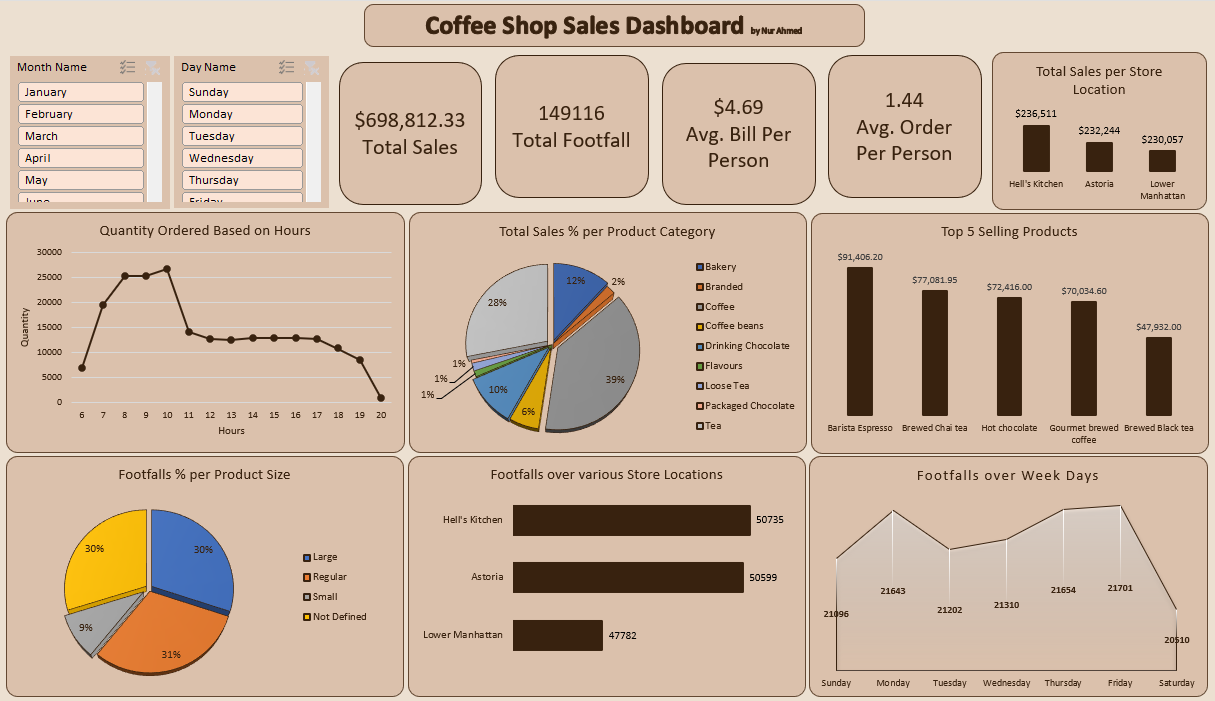 Coffee Shop Sales Dashboard by Nur Ahmed
Month Name
January
February
March
April
May
June
Day Name
Sunday
Monday
Tuesday
Wednesday
Thursday
Friday
$698,812.33
Total Sales
149116
Total Footfall
$4.69
Avg. Bill Per
Person
1.44
Avg. Order
Per Person
Total Sales per Store
Location
$236,511
$232,244
$230,057
Hell's Kitchen
Astoria
Lower
Manhattan
Quantity Ordered Based on Hours
Quantity
30000
25000
20000
15000
10000
5000
0
6 7 8 9 10 11 12 13 14 15 16 17 18 19 20
Hours
Total Sales % per Product Category
12%
2%
39%
6%
10%
1%
1%
1%
28%
Bakery
Branded
Coffee
Coffee beans
Drinking Chocolate
Flavours
Loose Tea
Packaged Chocolate
Tea
Top 5 Selling Products
$91,406.20
$77,081.95
$72,416.00
$70,034.60
$47,932.00
Barista Espresso
Brewed Chai tea
Hot chocolate
Gourmet brewed
coffee
Brewed Black tea
Footfalls % per Product Size
30%
31%
9%
30%
Large
Regular
Small
Not Defined
Footfalls over various Store Locations
Hell's Kitchen
50735
Astoria
50599
Lower Manhattan
47782
Footfalls over Week Days
21096
21643
21202
21310
21654
21701
20510
Sunday
Monday
Tuesday
Wednesday
Thursday
Friday
Saturday